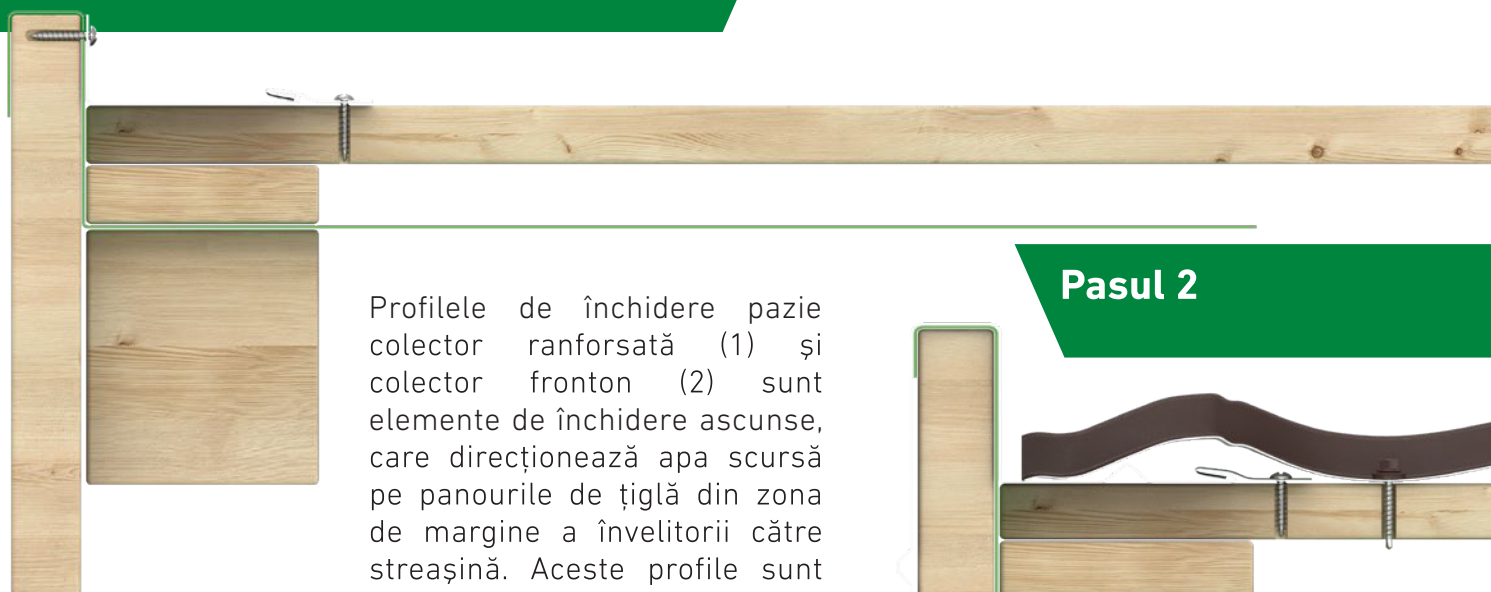 Profilele de închidere pazie
colector ranforsată (1) și
colector fronton (2) sunt
elemente de închidere ascunse,
care direcționează apa scursă
pe panourile de țiglă din zona
de margine a învelitorii către
streașină. Aceste profile sunt
Pasul 2